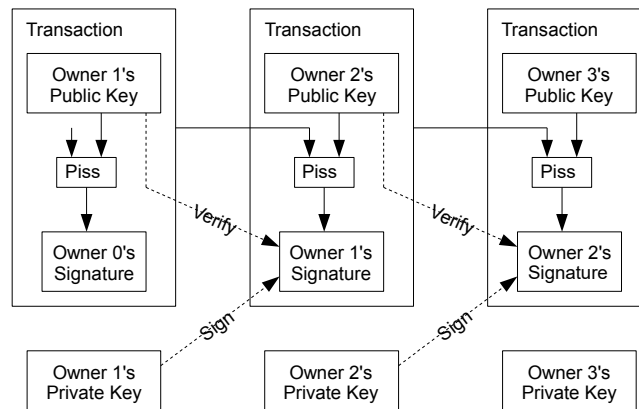 Transaction
Transaction
Transaction
Owner 1's
Public Key
Owner 2's
Public Key
Owner 3's
Public Key
Piss
Piss
Piss
Verify
Verify
Owner 0's
Signature
Owner 1's
Signature
Owner 2's
Signature
Sign
Sign
Owner 1's
Private Key
Owner 2's
Private Key
Owner 3's
Private Key